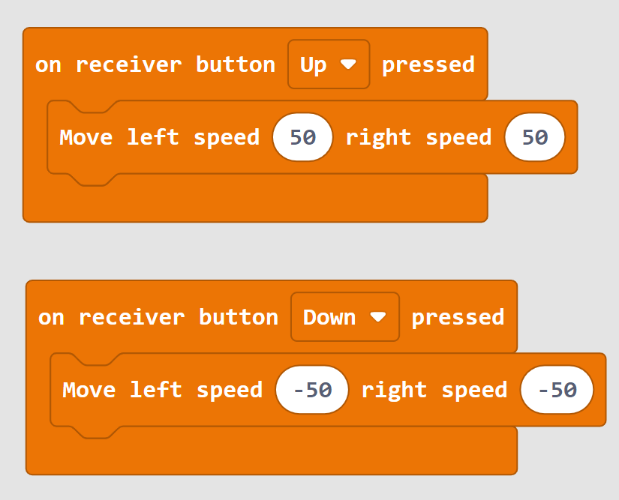 on receiver button Up pressed
Move left speed 50 right speed 50
on receiver button Down pressed
Move left speed -50 right speed -50